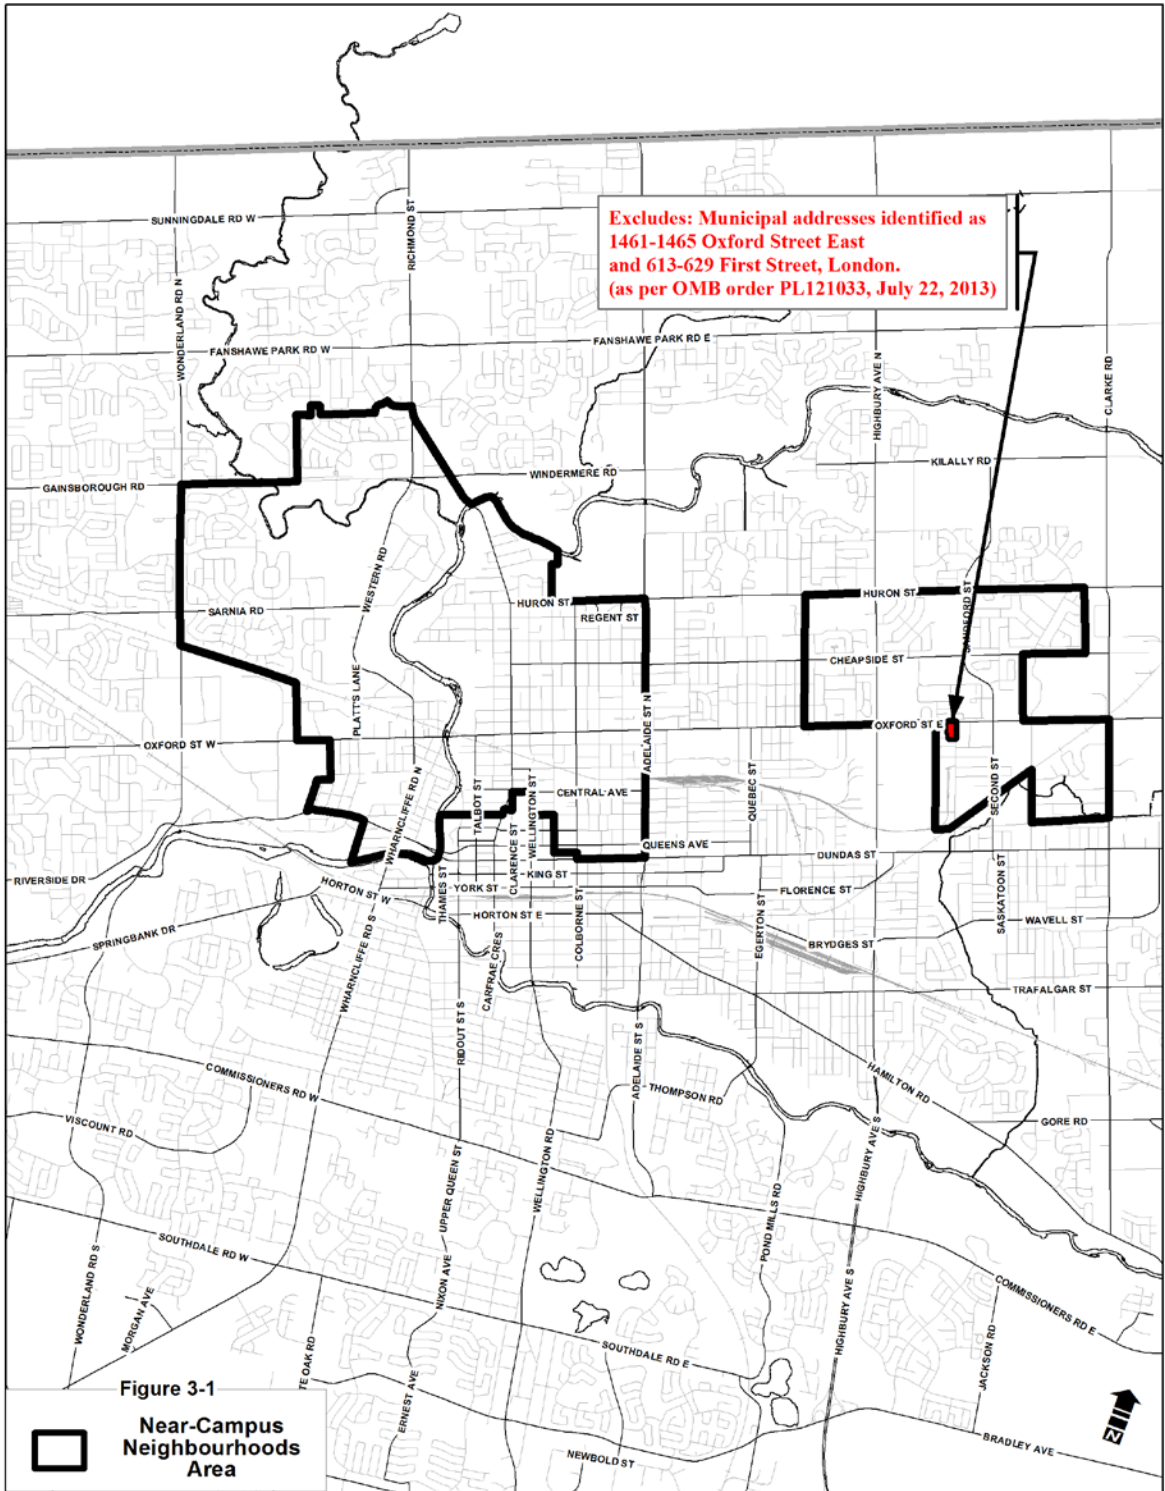 SUNNINGDALE RD W
RICHMOND ST
WONDERLAND RD N
Excludes: Municipal addresses identified as
1461-1465 Oxford Street East
and 613-629 First Street, London.
(as per OMB order PL121033, July 22, 2013)
FANSHAWE PARK RD W
FANSHAWE PARK RD E
HIGHBURY AVE N
CLARKE RD
GAINSBOROUGH RD
WINDERMERE RD
KILALLY RD
WESTERN RD
SARNIA RD
HURON ST
REGENT ST
HURON ST
SANDFORD ST
CHEAPSIDE ST
PLATT'S LANE
ADELAIDE ST N
OXFORD ST W
OXFORD ST E
WHARNCLIFFE RD N
TALBOT ST
CENTRAL AVE
WELLINGTON ST
QUEBEC ST
SECOND ST
CLARENCE ST
QUEENS AVE
DUNDAS ST
RIVERSIDE DR
HORTON ST W
THAMES ST
YORK ST
KING ST
FLORENCE ST
SASKATOON ST
WAVELL ST
HORTON ST E
COLBORNE ST
EGERTON ST
BRYDGES ST
SPRINGBANK DR
WHARNCLIFFE RD S
CARFRAE CRES
TRAFALGAR ST
RIDOUT ST S
ADELAIDE ST S
COMMISSIONERS RD W
THOMPSON RD
HAMILTON RD
VISCOUNT RD
GORE RD
UPPER QUEEN ST
WELLINGTON RD
HIGHBURY AVE S
POND MILLS RD
SOUTHDALE RD W
WONDERLAND RD S
MORGAN AVE
NIXON AVE
HIGHBURY AVE S
COMMISSIONERS RD E
SOUTHDALE RD E
JACKSON RD
TE OAK RD
ERNEST AVE
NEWBOLD ST
BRADLEY AVE
N
Figure 3-1
Near-Campus
Neighbourhoods
Area